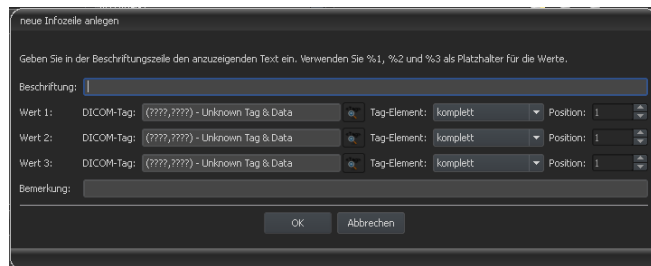 neue Infozeile anlegen
Geben Sie in der Beschriftungszeile den anzuzeigenden Text ein. Verwenden Sie %1, %2 und %3 als Platzhalter für die Werte.
Beschriftung:
Wert 1: DICOM-Tag: (????,????) - Unknown Tag & Data Tag-Element: komplett Position: 1
Wert 2: DICOM-Tag: (????,????) - Unknown Tag & Data Tag-Element: komplett Position: 1
Wert 3: DICOM-Tag: (????,????) - Unknown Tag & Data Tag-Element: komplett Position: 1
Bemerkung:
OK Abbrechen